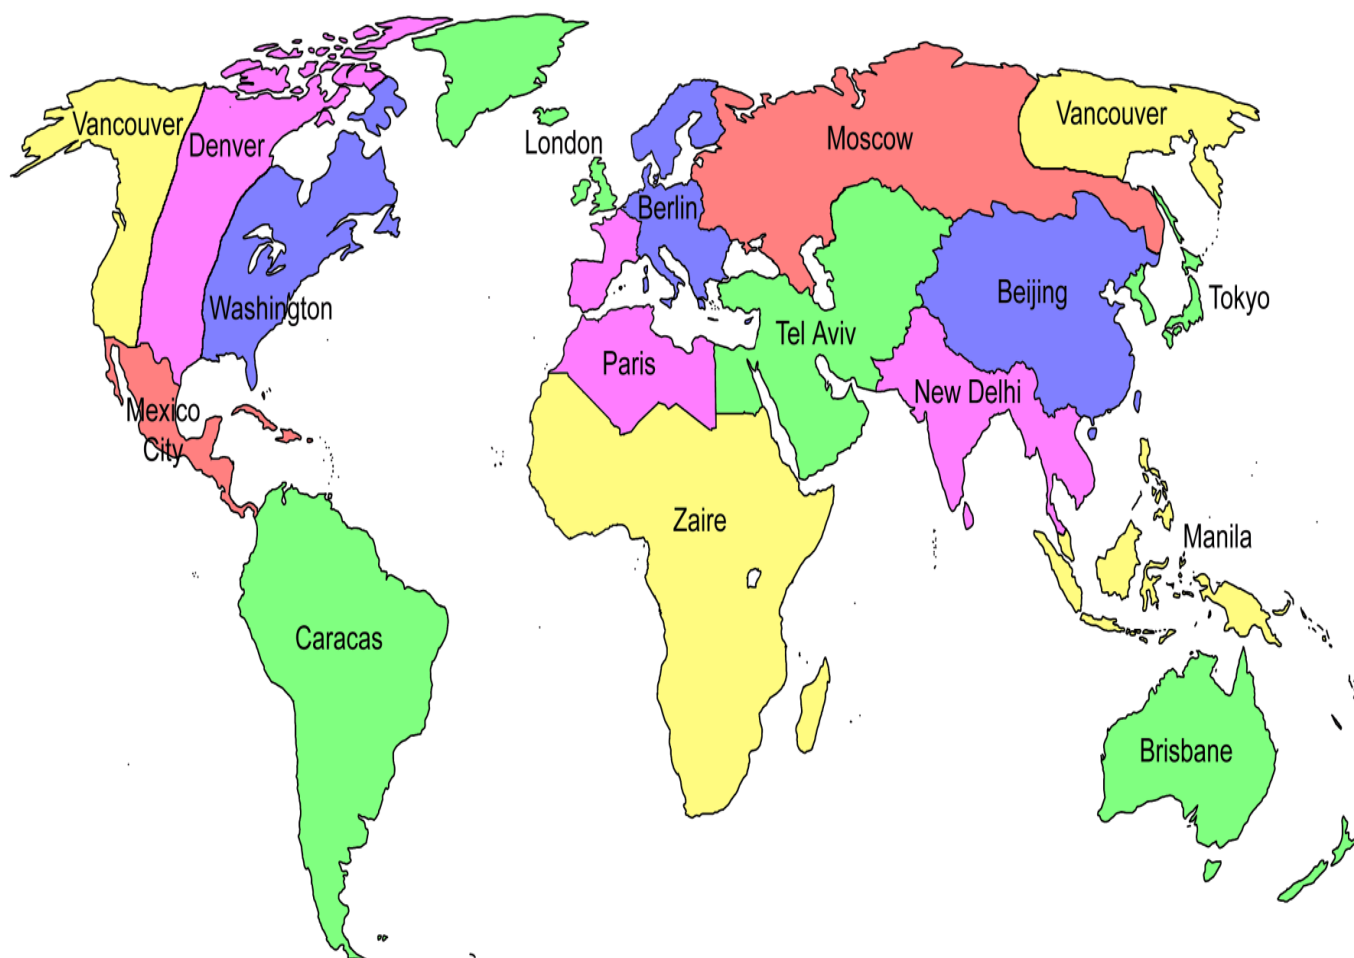 Vancouver
Denver
London
Moscow
Vancouver
Berlin
Washington
Beijing
Tokyo
Tel Aviv
Paris
New Delhi
Mexico
City
Zaire
Manila
Caracas
Brisbane